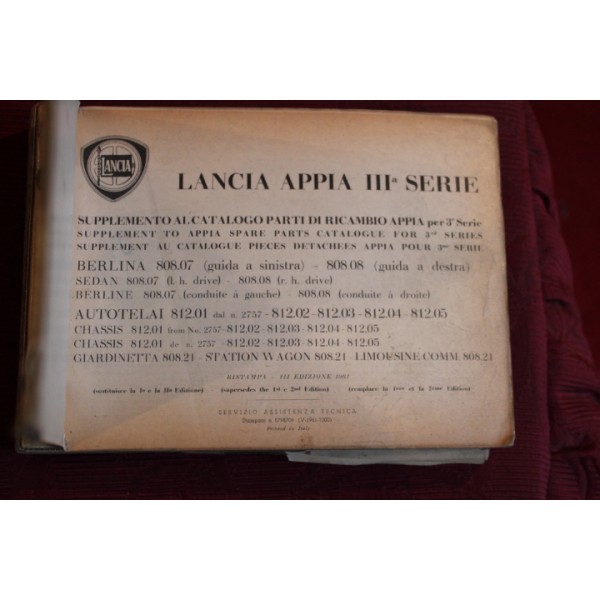 LANCIA
LANCIA APPIA IIIª SERIE
SUPPLEMENTO AL CATALOGO PARTI DI RICAMBIO APPIA per 3ª Serie
SUPPLEMENT TO APPIA SPARE PARTS CATALOGUE FOR 3rd SERIES
SUPPLEMENT AU CATALOGUE PIECES DETACHEES APPIA POUR 3me SERIE
BERLINA 808.07 (guida a sinistra) - 808.08 (guida a destra)
SEDAN 808.07 (l. h. drive) - 808.08 (r. h. drive)
BERLINE 808.07 (conduite à gauche) - 808.08 (conduite à droite)
AUTOTELAI 812.01 dal n. 2757 - 812.02 - 812.03 - 812.04 - 812.05
CHASSIS 812.01 from No. 2757 - 812.02 - 812.03 - 812.04 - 812.05
CHASSIS 812.01 de n. 2757 - 812.02 - 812.03 - 812.04 - 812.05
GIARDINETTA 808.21 - STATION WAGON 808.21 - LIMOUSINE COMM. 808.21
RISTAMPA - III EDIZIONE
(sostituisce la Iª e la IIª Edizione) (supersedes the 1st e 2nd Edition) (remplace la 1ère et la 2ème Edition)
SERVIZIO ASSISTENZA TECNICA
Stampato n.
Printed in Italy